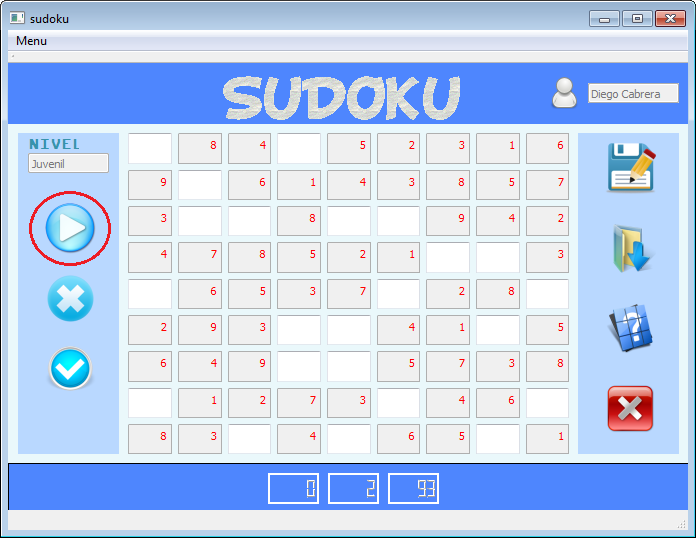 sudoku
Menu
SUDOKU
Diego Cabrera
NIVEL
Juvenil
8 4 5 2 3 1 6
9 6 1 4 3 8 5 7
3 8 9 4 2
4 7 8 5 2 1 3
6 5 3 7 2 8
2 9 3 4 1 5
6 4 9 5 7 3 8
1 2 7 3 4 6
8 3 4 6 5 1
?
0 2 93